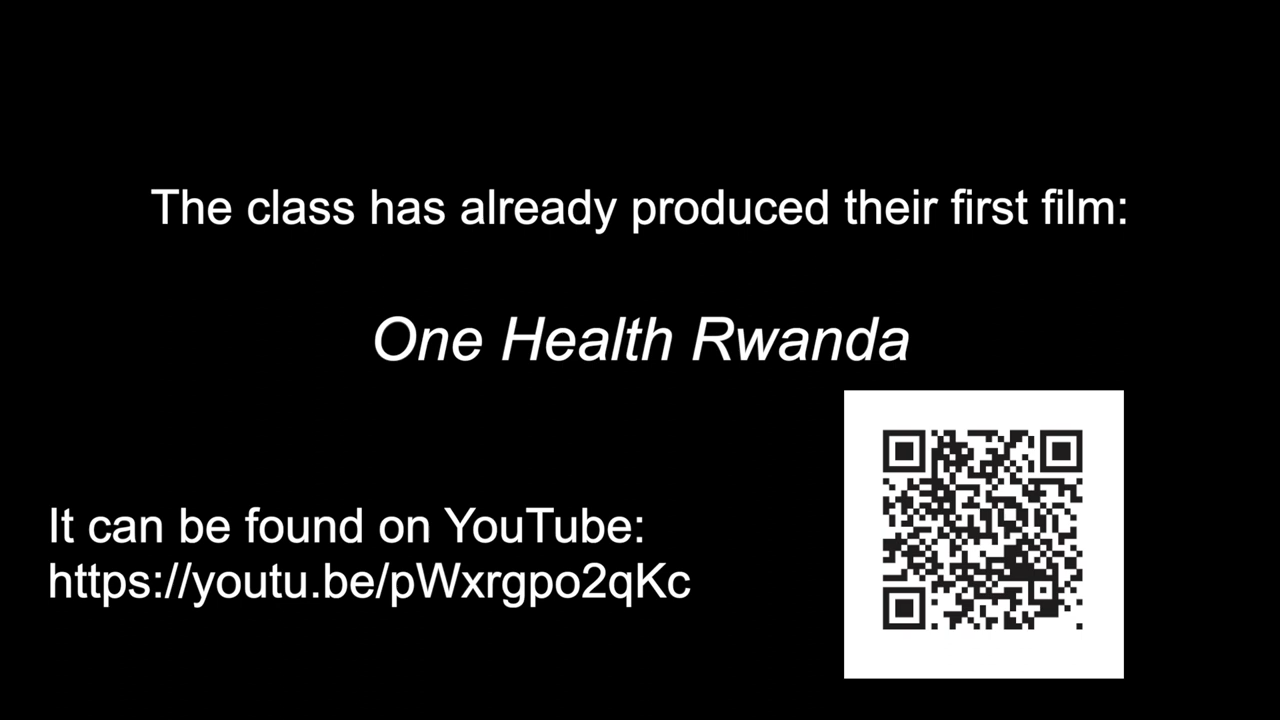 The class has already produced their first film:
One Health Rwanda
It can be found on YouTube:
https://youtu.be/pWxrgpo2qKc